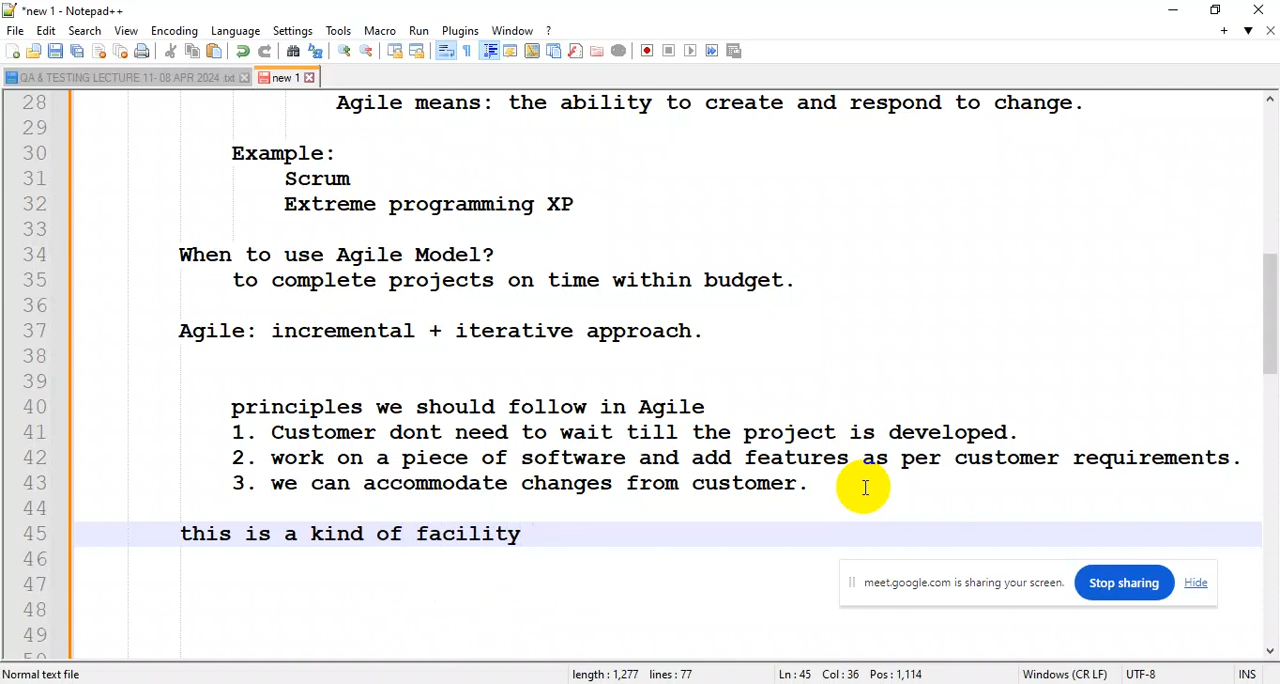 *new 1 - Notepad++
File Edit Search View Encoding Language Settings Tools Macro Run Plugins Window ?
QA & TESTING LECTURE 11- 08 APR 2024 .txt new 1
28 Agile means: the ability to create and respond to change.
29
30 Example:
31 Scrum
32 Extreme programming XP
33
34 When to use Agile Model?
35 to complete projects on time within budget.
36
37 Agile: incremental + iterative approach.
38
39
40 principles we should follow in Agile
41 1. Customer dont need to wait till the project is developed.
42 2. work on a piece of software and add features as per customer requirements.
43 3. we can accommodate changes from customer.
44
45 this is a kind of facility
46
47 meet.google.com is sharing your screen. Stop sharing Hide
48
49
50
Normal text file length : 1,277 lines : 77 Ln : 45 Col : 36 Pos : 1,114 Windows (CR LF) UTF-8 INS